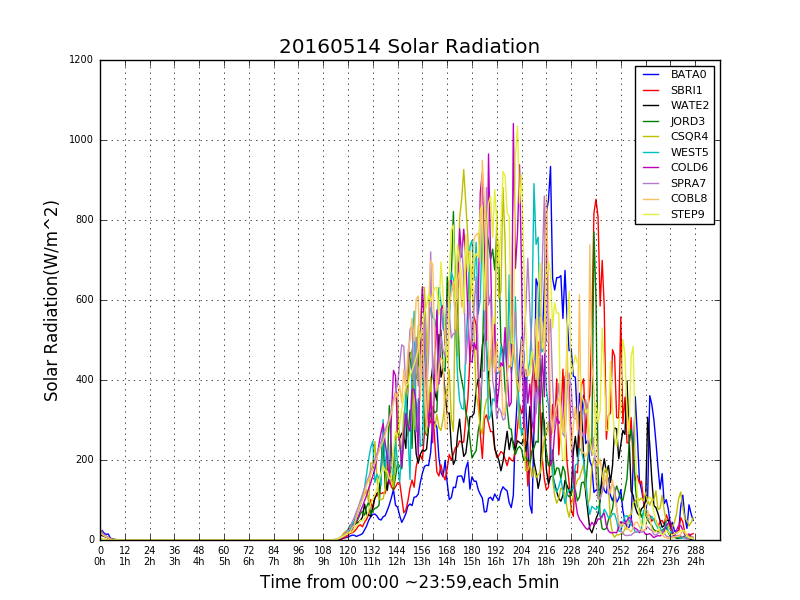 20160514 Solar Radiation
1200
1000
800
600
400
200
0
Solar Radiation(W/m^2)
BATA0
SBRI1
WATE2
JORD3
CSQR4
WEST5
COLD6
SPRA7
COBL8
STEP9
0 12 24 36 48 60 72 84 96 108 120 132 144 156 168 180 192 204 216 228 240 252 264 276 288
0h 1h 2h 3h 4h 5h 6h 7h 8h 9h 10h 11h 12h 13h 14h 15h 16h 17h 18h 19h 20h 21h 22h 23h 24h
Time from 00:00 ~23:59,each 5min